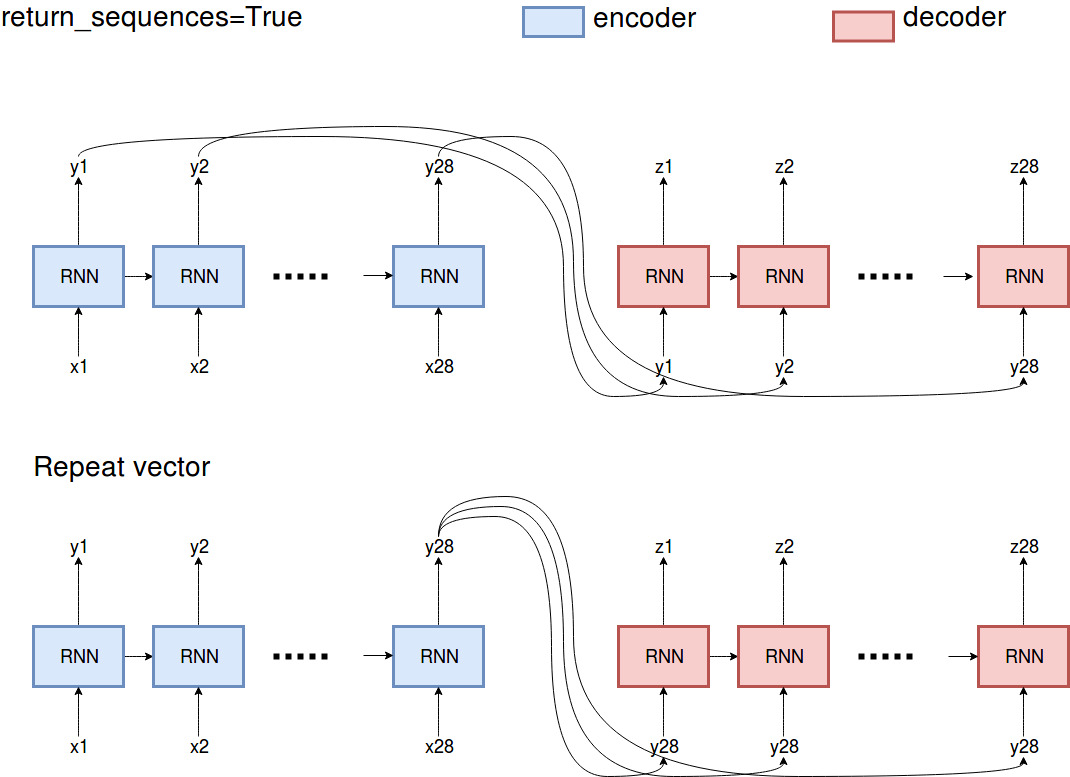 return_sequences=True encoder decoder
y1 y2 y28 z1 z2 z28
RNN RNN RNN RNN RNN RNN
x1 x2 x28 y1 y2 y28
Repeat vector
y1 y2 y28 z1 z2 z28
RNN RNN RNN RNN RNN RNN
x1 x2 x28 y28 y28 y28